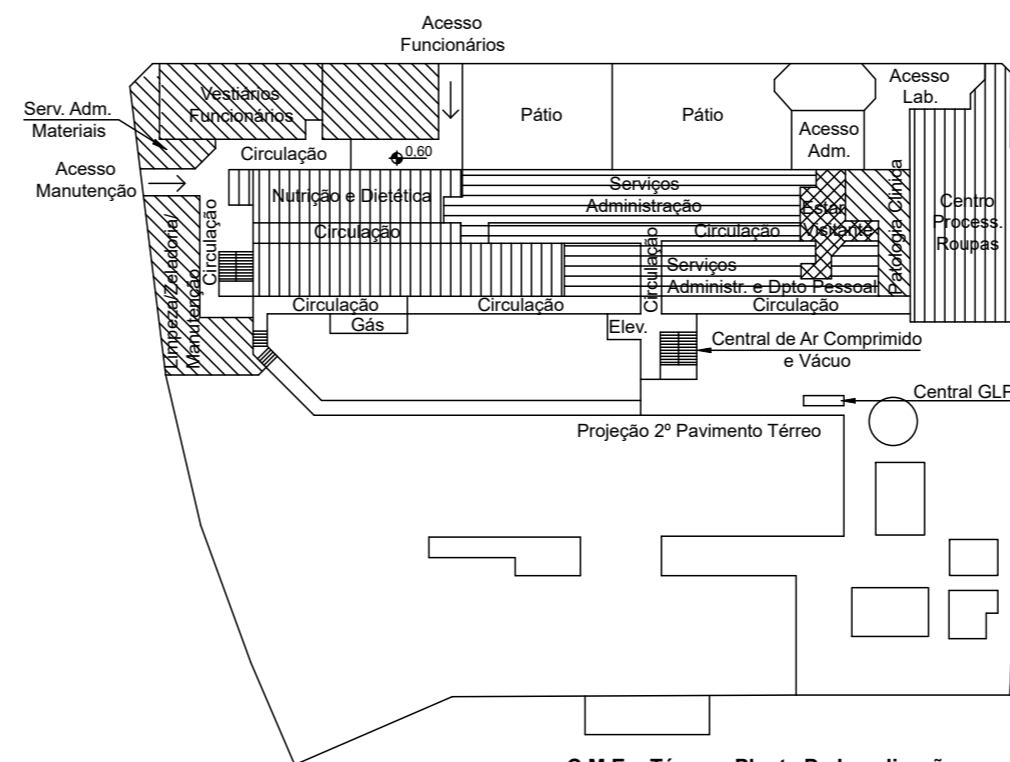 Acesso
Funcionários
Acesso
Lab.
Vestiários
Funcionários
Serv. Adm.
Materiais
Pátio
Pátio
Acesso
Adm.
Circulação
0,60
Acesso
Manutenção
Nutrição e Dietética
Serviços
Administração
Estar
Visitante
Patologia Clínica
Centro
Process.
Roupas
Circulação
Circulação
Circulação
Circulação
Limpeza/Zeladoria/
Manutenção
Serviços
Administr. e Dpto Pessoal
Circulação
Circulação
Circulação
Gás
Elev.
Central de Ar Comprimido
e Vácuo
Central GLP
Projeção 2º Pavimento Térreo